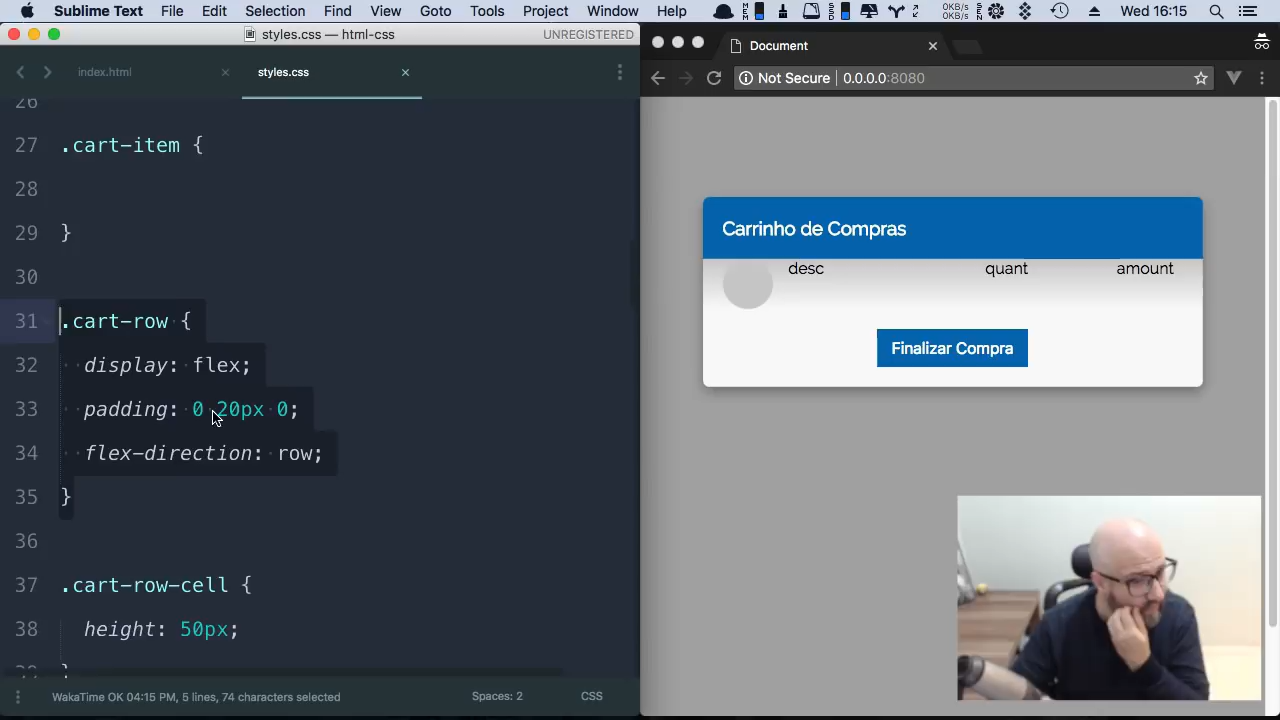 Sublime Text File Edit Selection Find View Goto Tools Project Window Help 0KB/s 0KB/s Wed 16:15
styles.css — html-css UNREGISTERED
index.html styles.css
26
27 .cart-item {
28
29 }
30
31 .cart-row {
32 display: flex;
33 padding: 0 20px 0;
34 flex-direction: row;
35 }
36
37 .cart-row-cell {
38 height: 50px;
39 }
WakaTime OK 04:15 PM, 5 lines, 74 characters selected Spaces: 2 CSS
Document
Not Secure 0.0.0.0:8080
Carrinho de Compras
desc quant amount
Finalizar Compra